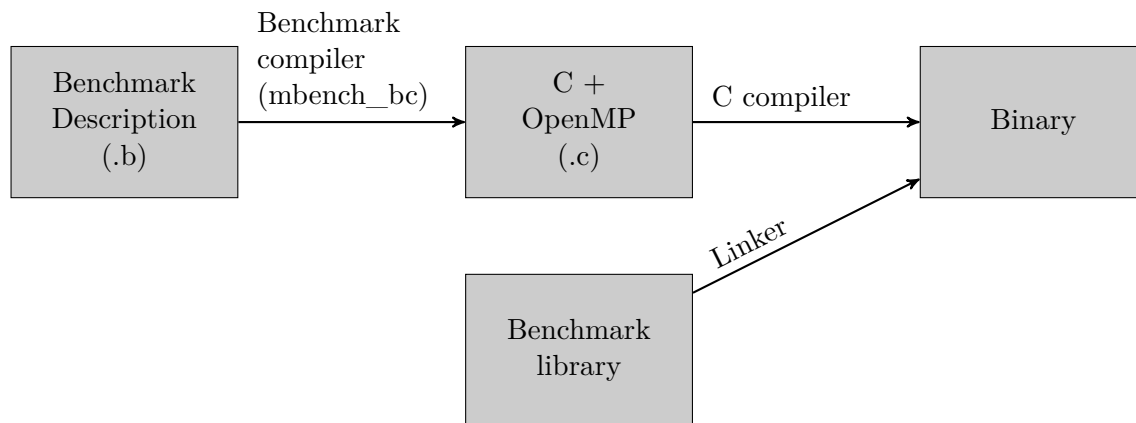 Benchmark
compiler
(mbench_bc)
Benchmark
Description
(.b)
C +
OpenMP
(.c)
C compiler
Binary
Linker
Benchmark
library